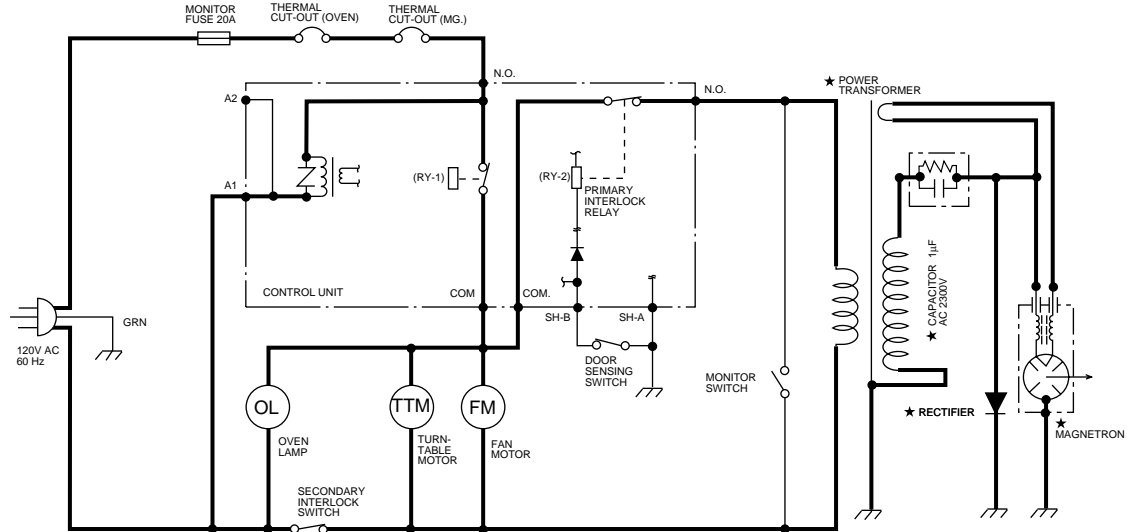 MONITOR
FUSE 20A
THERMAL
CUT-OUT (OVEN)
THERMAL
CUT-OUT (MG.)
N.O.
N.O.
★ POWER
TRANSFORMER
A2
A1
(RY-1)
(RY-2)
PRIMARY
INTERLOCK
RELAY
CONTROL UNIT
COM
COM.
SH-B
SH-A
GRN
120V AC
60 Hz
DOOR
SENSING
SWITCH
MONITOR
SWITCH
★ CAPACITOR 1µF
AC 2300V
OL
TTM
FM
OVEN
LAMP
TURN-
TABLE
MOTOR
FAN
MOTOR
★ RECTIFIER
★
MAGNETRON
SECONDARY
INTERLOCK
SWITCH